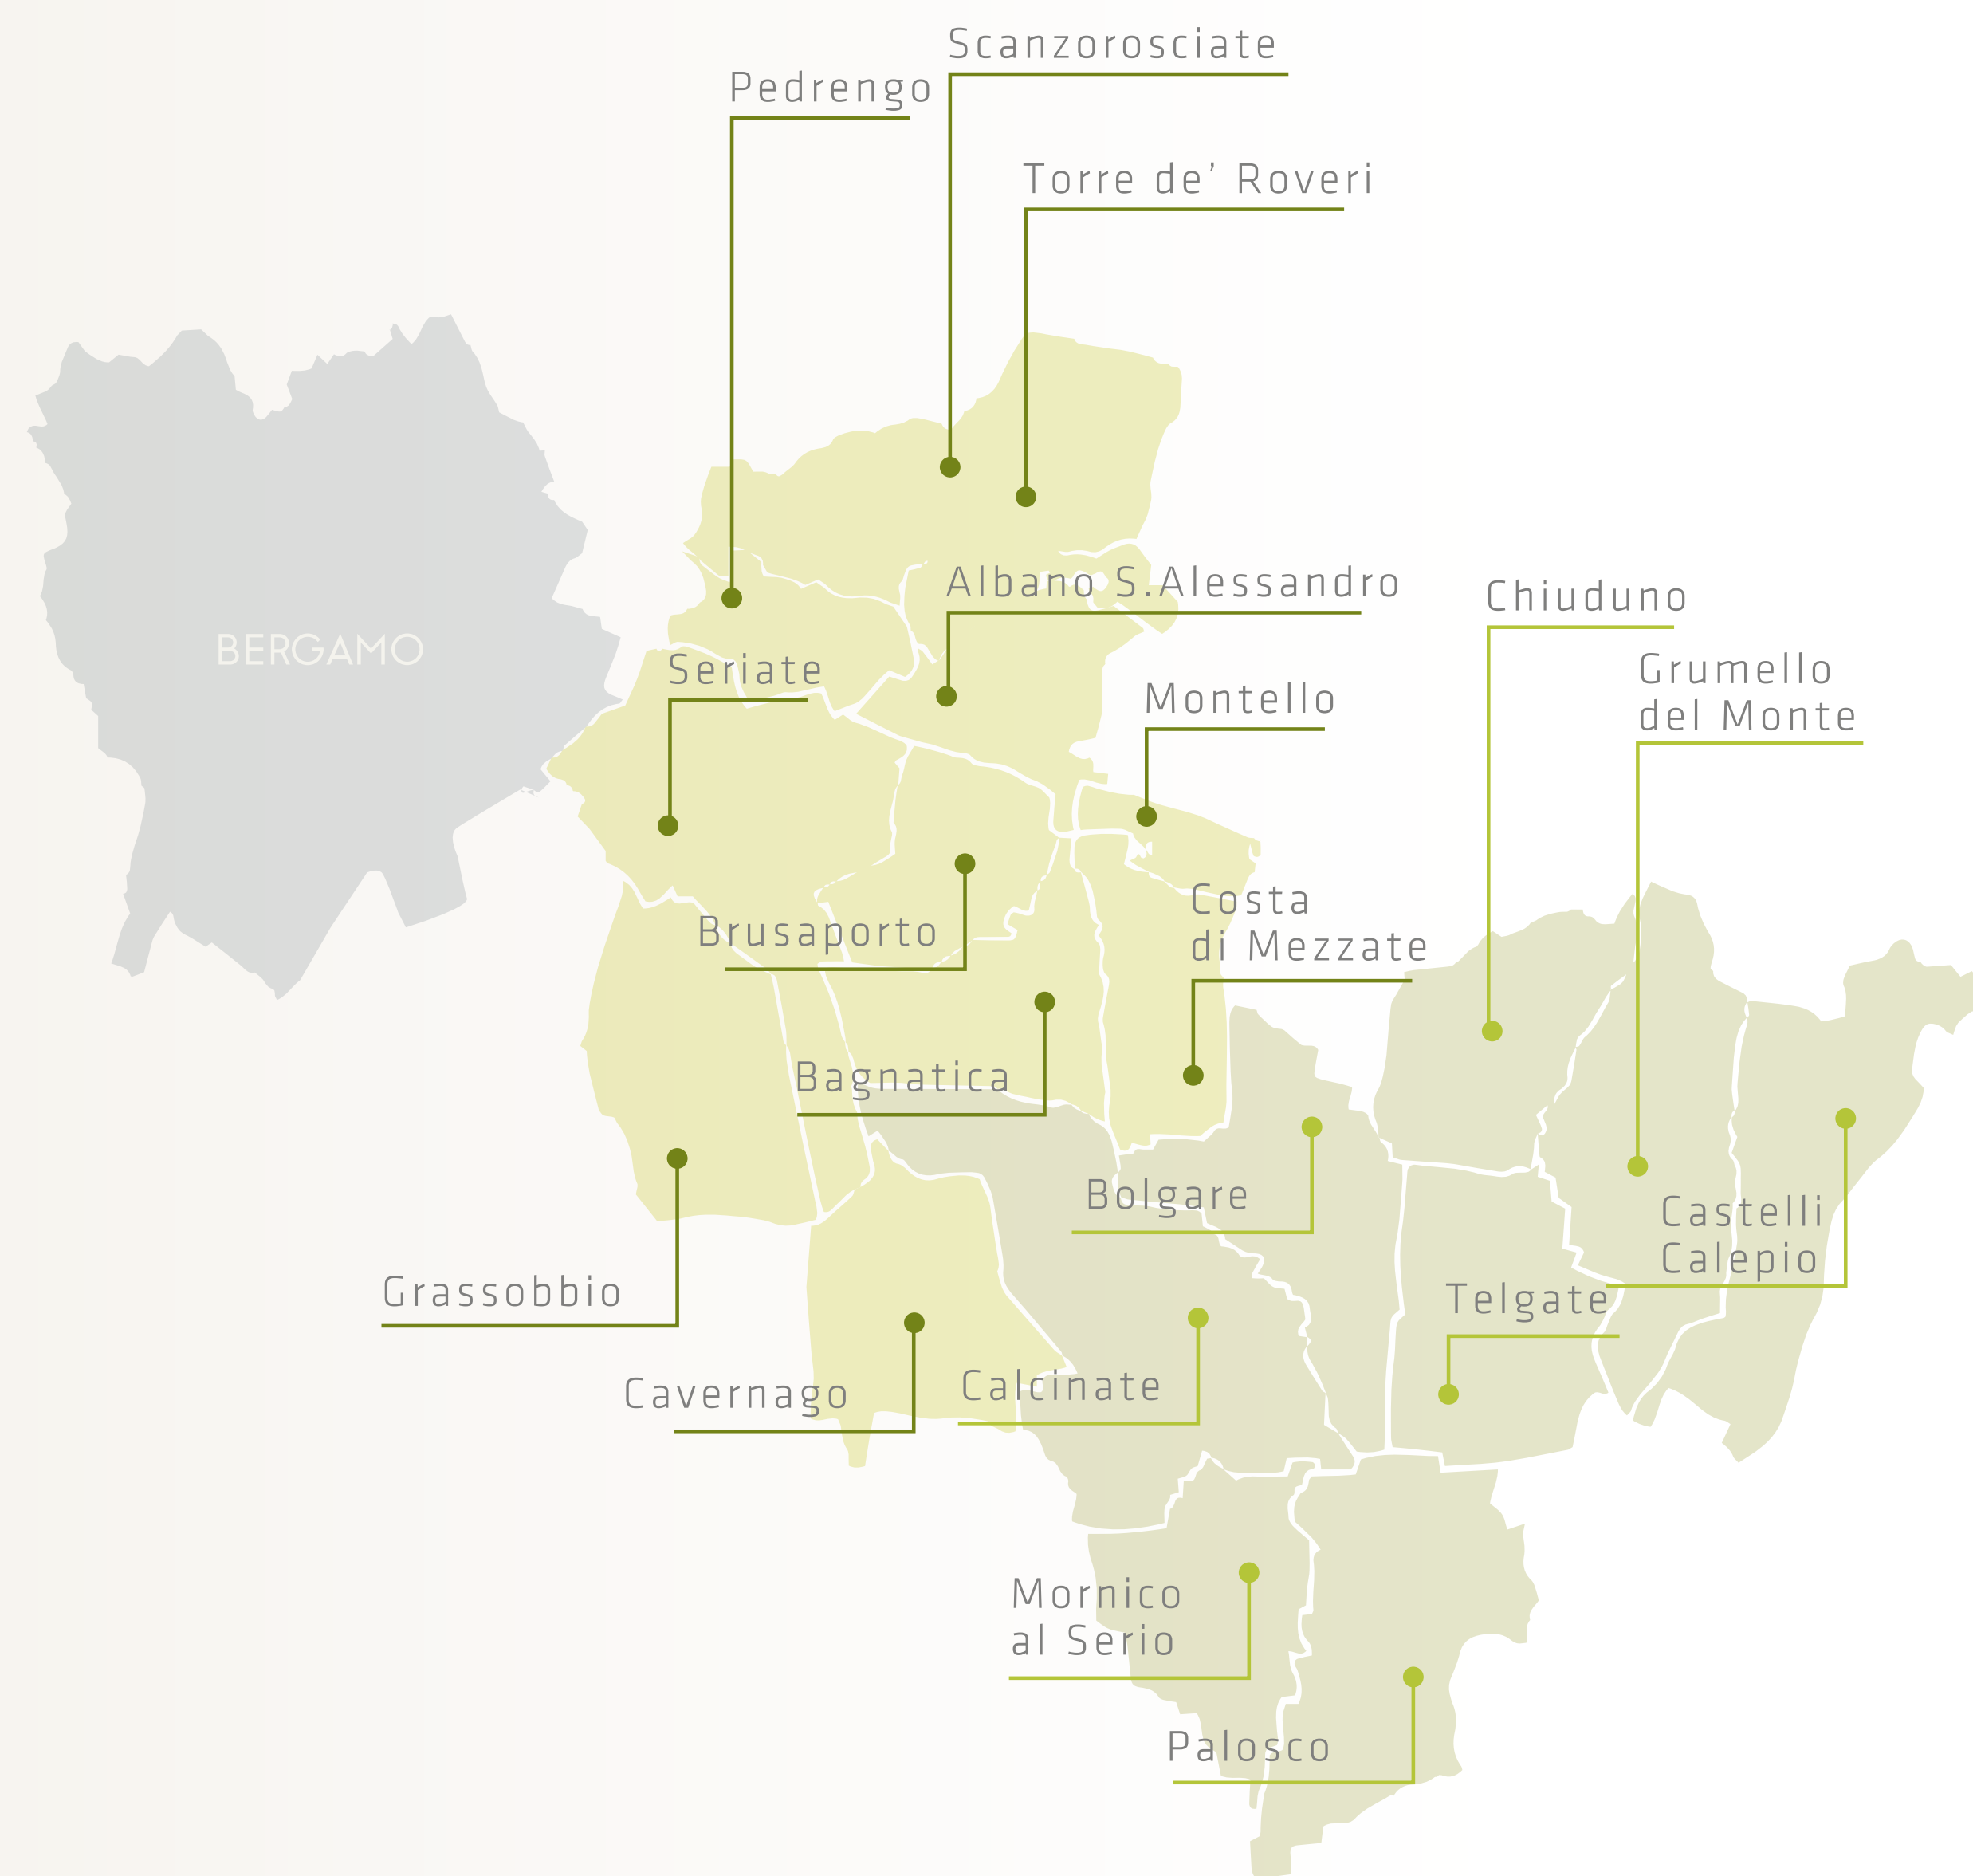 Scanzorosciate
Pedrengo
Torre de’ Roveri
Albano S.Alessandro
Chiuduno
BERGAMO
Seriate
Grumello
del Monte
Montello
Costa
di Mezzate
Brusaporto
Bagnatica
Bolgare
Castelli
Calepio
Grassobbio
Telgate
Cavernago
Calcinate
Mornico
al Serio
Palosco